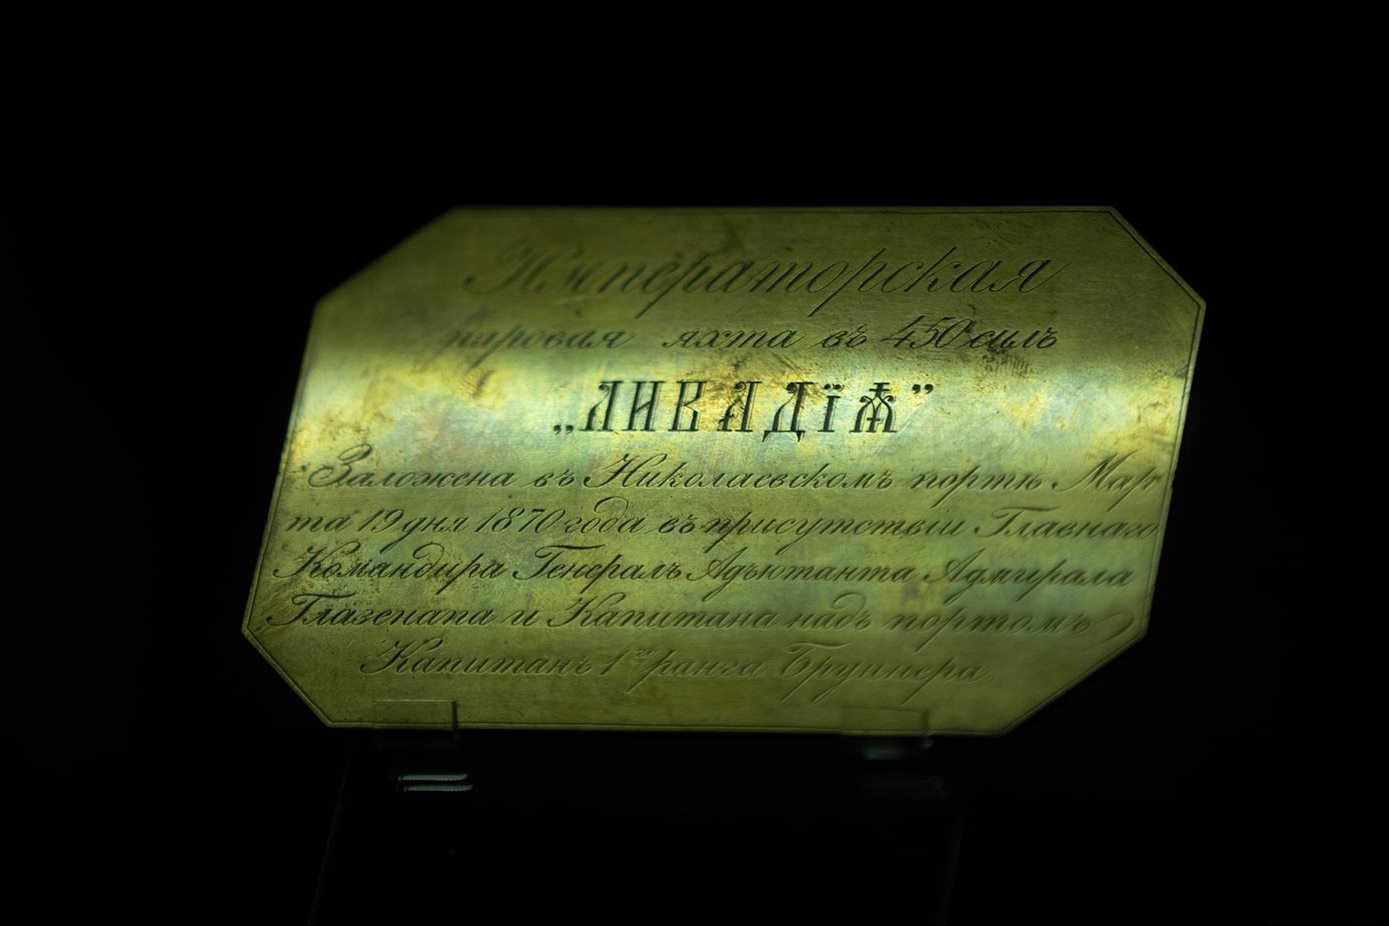 Императорская
паровая яхта въ 450 силъ
„ЛИВАДІѦ”
Заложена въ Николаевскомъ портѣ Мар
та 19 дня 1870 года въ присутствіи Главнаго
Командира Генералъ Адъютанта Адмирала
Глазенапа и Капитана надъ портомъ
Капитанъ 1го ранга Бруннера